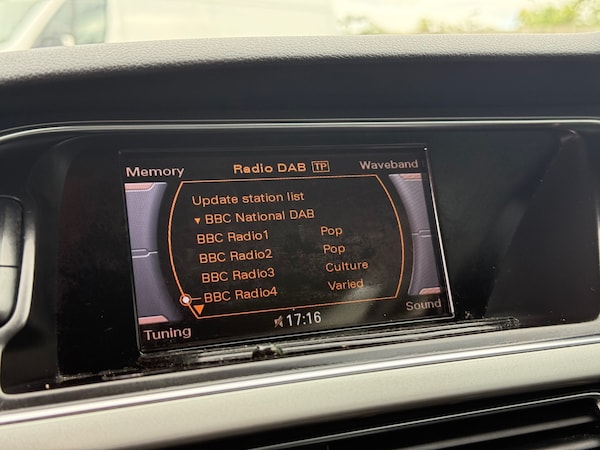 Memory Radio DAB TP Waveband
Update station list
▼ BBC National DAB
BBC Radio1 Pop
BBC Radio2 Pop
BBC Radio3 Culture
BBC Radio4 Varied
Tuning 17:16 Sound